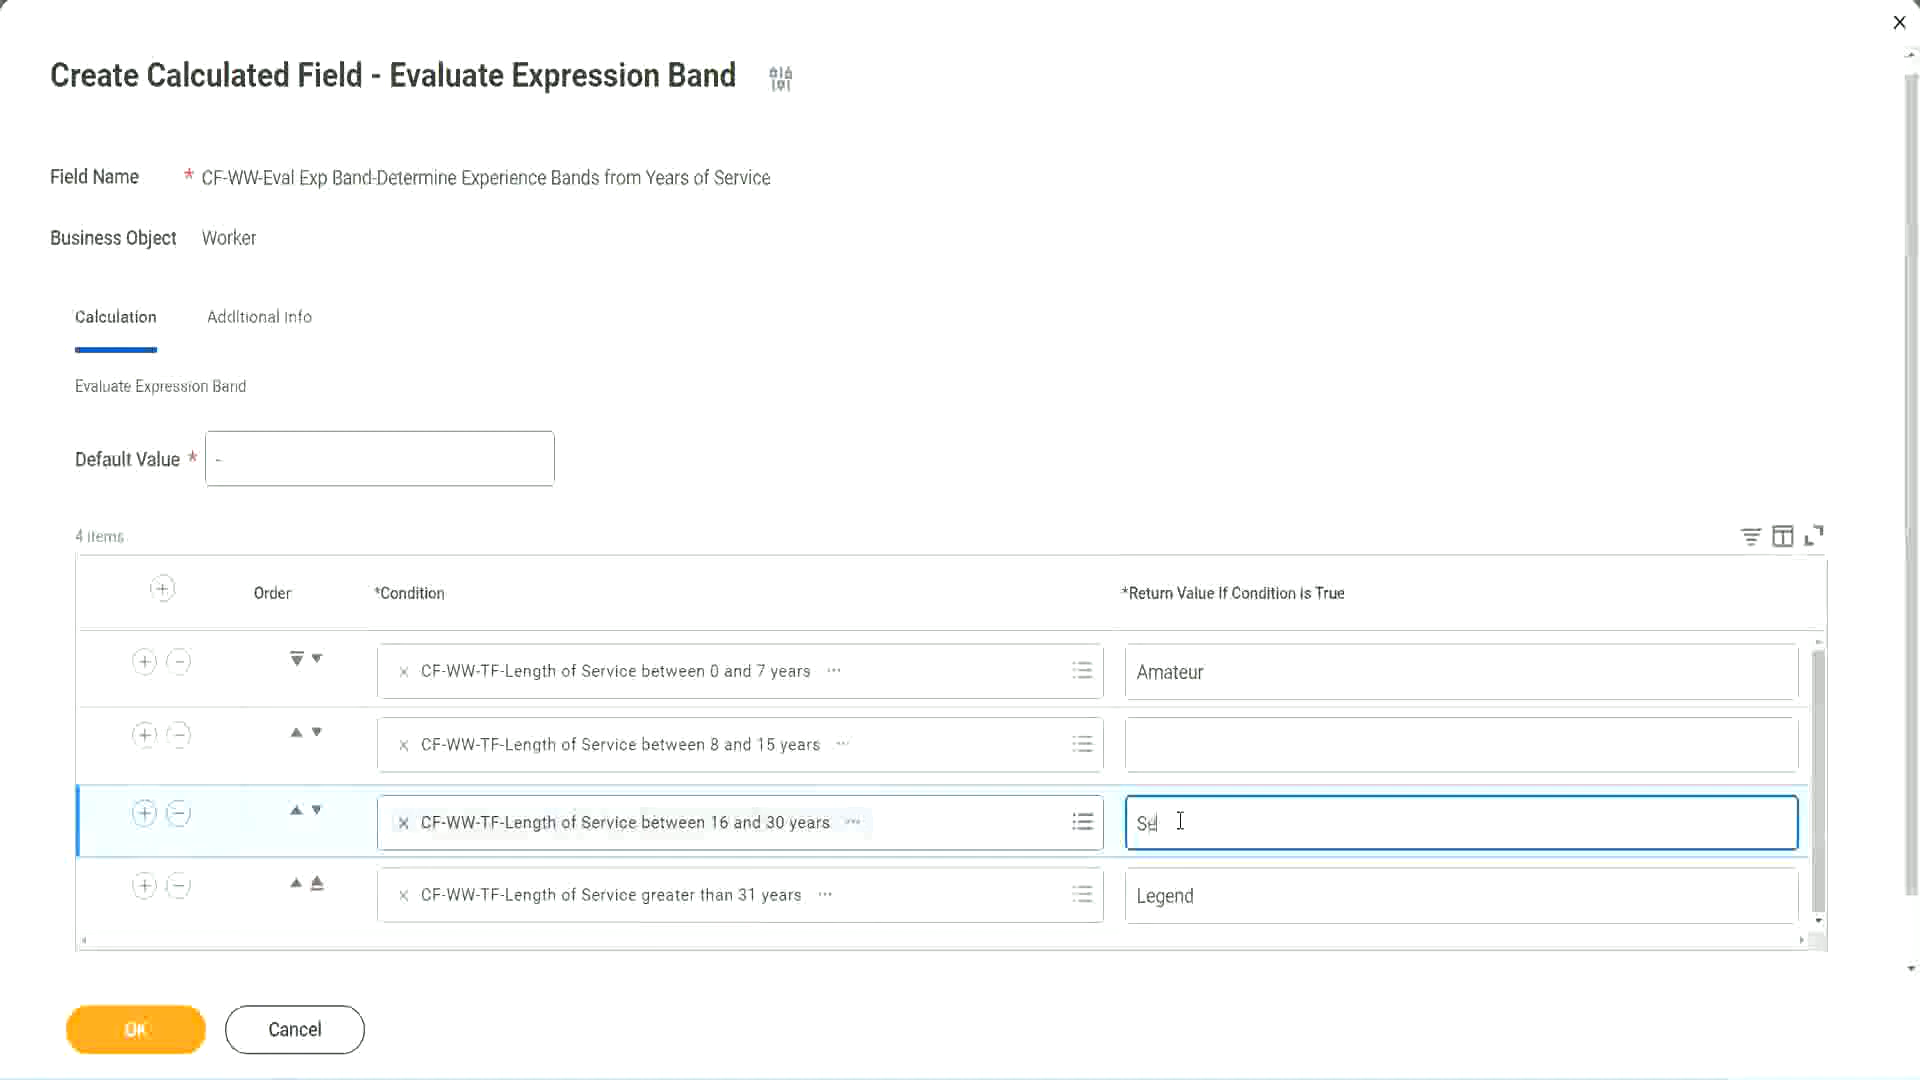 Create Calculated Field - Evaluate Expression Band
Field Name * CF-WW-Eval Exp Band-Determine Experience Bands from Years of Service
Business Object Worker
Calculation Additional Info
Evaluate Expression Band
Default Value * -
4 items
Order *Condition *Return Value If Condition is True
CF-WW-TF-Length of Service between 0 and 7 years Amateur
CF-WW-TF-Length of Service between 8 and 15 years
CF-WW-TF-Length of Service between 16 and 30 years
CF-WW-TF-Length of Service greater than 31 years Legend
OK Cancel